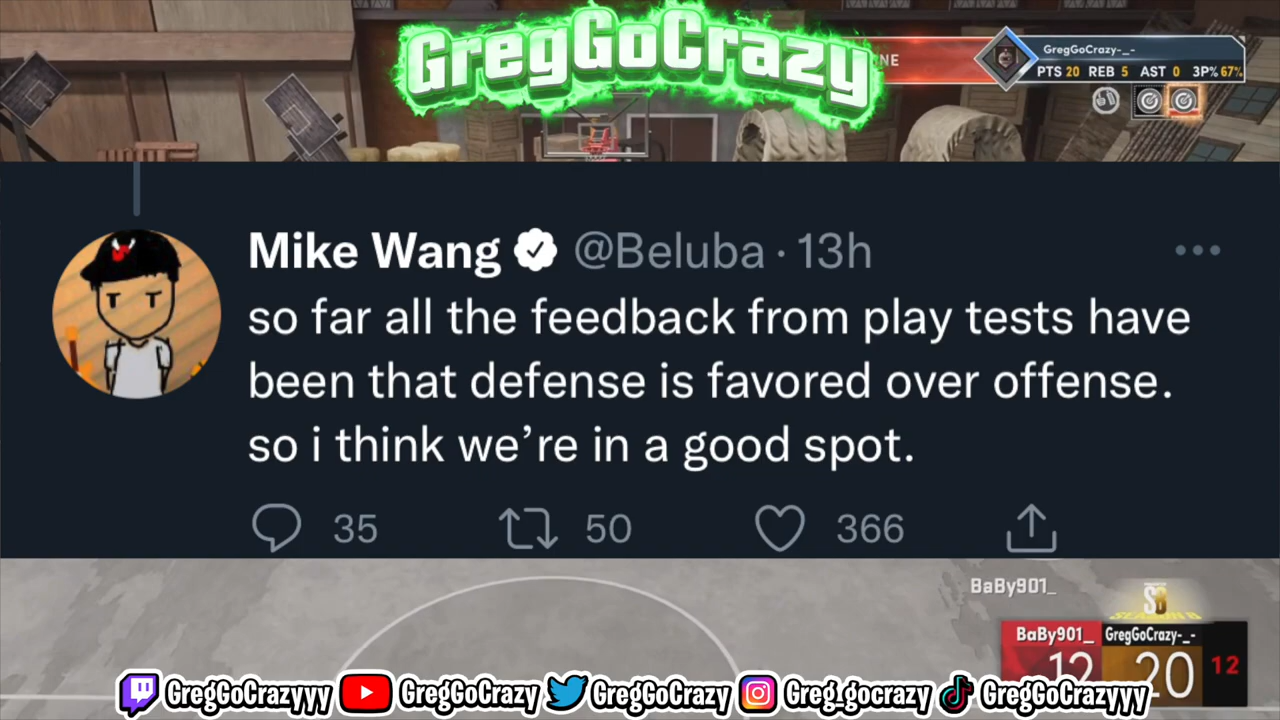 GregGoCrazy
NE
GregGoCrazy-_-
PTS 20 REB 5 AST 0 3P% 67%
Mike Wang @Beluba · 13h
so far all the feedback from play tests have
been that defense is favored over offense.
so i think we're in a good spot.
35 50 366
BaBy901_
SB
BaBy901_ GregGoCrazy-_-
12 20 12
GregGoCrazyyy GregGoCrazy GregGoCrazy Greg_gocrazy GregGoCrazyyy